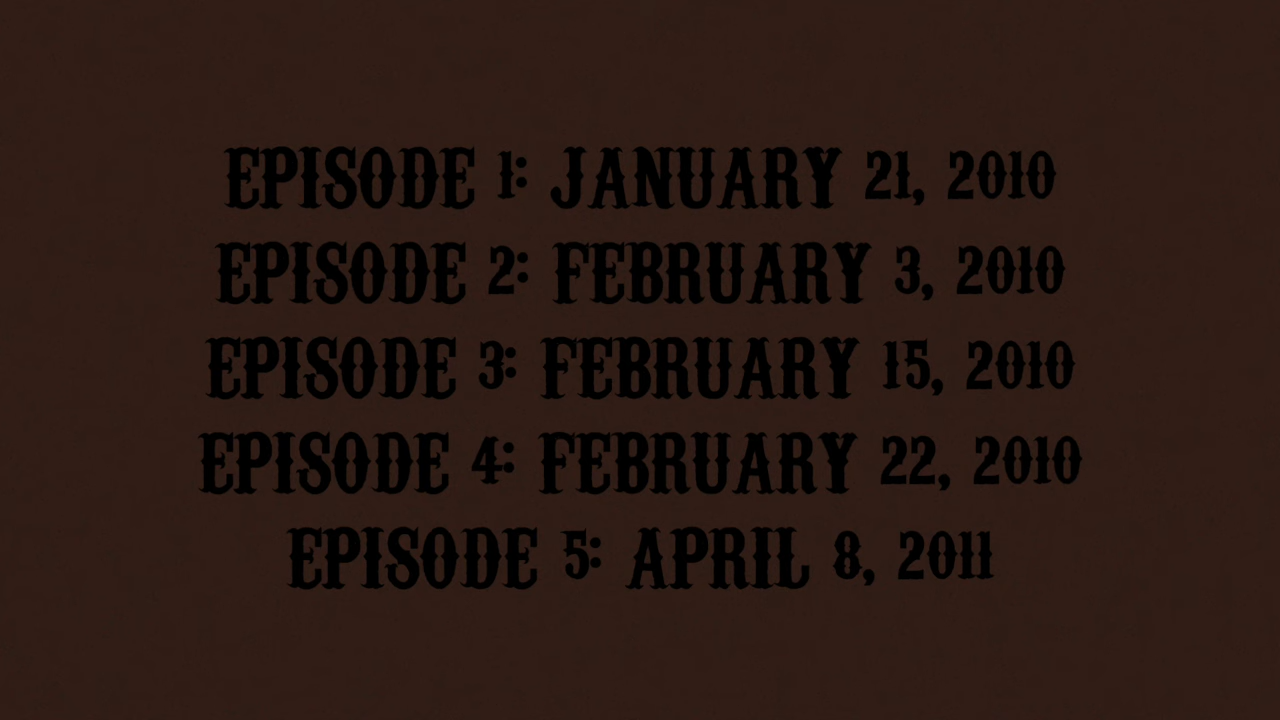 EPISODE 1: JANUARY 21, 2010
EPISODE 2: FEBRUARY 3, 2010
EPISODE 3: FEBRUARY 15, 2010
EPISODE 4: FEBRUARY 22, 2010
EPISODE 5: APRIL 8, 2011